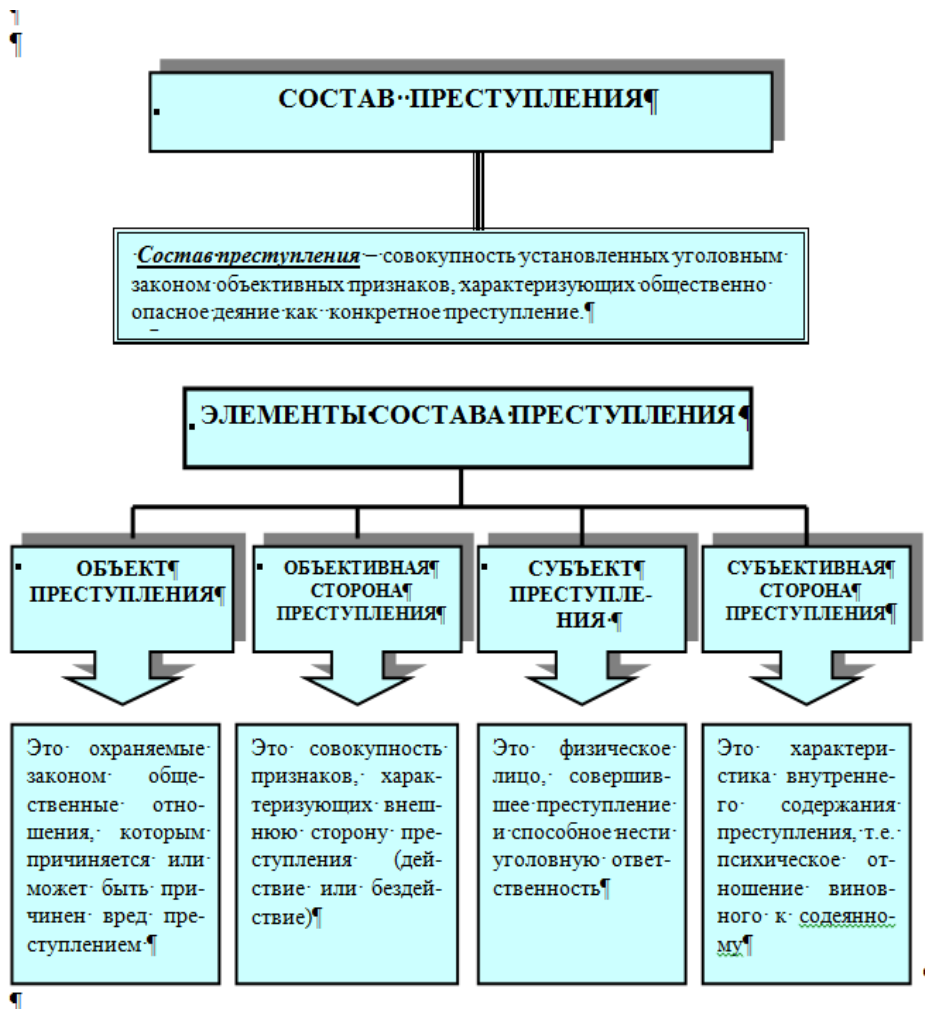 СОСТАВ ПРЕСТУПЛЕНИЯ¶
Состав преступления – совокупность установленных уголовным
законом объективных признаков, характеризующих общественно
опасное деяние как конкретное преступление.¶
ЭЛЕМЕНТЫ СОСТАВА ПРЕСТУПЛЕНИЯ¶
ОБЪЕКТ¶
ПРЕСТУПЛЕНИЯ¶
ОБЪЕКТИВНАЯ¶
СТОРОНА¶
ПРЕСТУПЛЕНИЯ¶
СУБЪЕКТ¶
ПРЕСТУПЛЕ-
НИЯ ¶
СУБЪЕКТИВНАЯ
СТОРОНА¶
ПРЕСТУПЛЕНИЯ¶
Это охраняемые
законом обще-
ственные отно-
шения, которым
причиняется или
может быть при-
чинен вред пре-
ступлением ¶
Это совокупность
признаков, харак-
теризующих внеш-
нюю сторону пре-
ступления (дей-
ствие или бездей-
ствие)¶
Это физическое
лицо, совершив-
шее преступление
и способное нести
уголовную ответ-
ственность¶
Это характери-
стика внутренне-
го содержания
преступления, т.е.
психическое от-
ношение винов-
ного к содеянно-
му¶